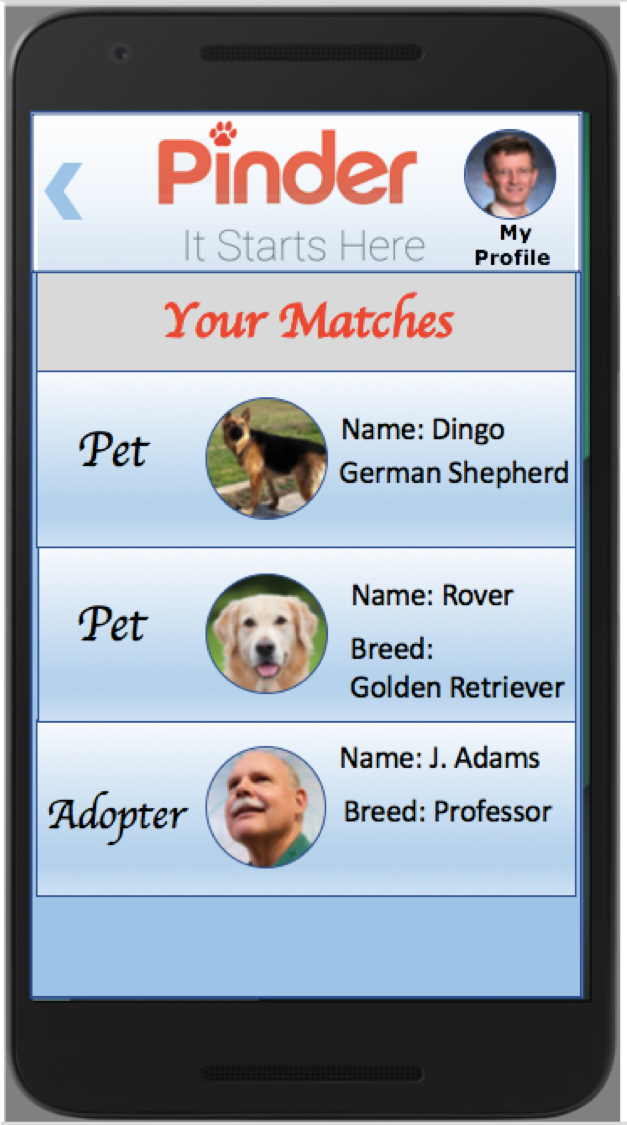 Pinder
It Starts Here
My
Profile
Your Matches
Pet
Name: Dingo
German Shepherd
Pet
Name: Rover
Breed:
Golden Retriever
Adopter
Name: J. Adams
Breed: Professor